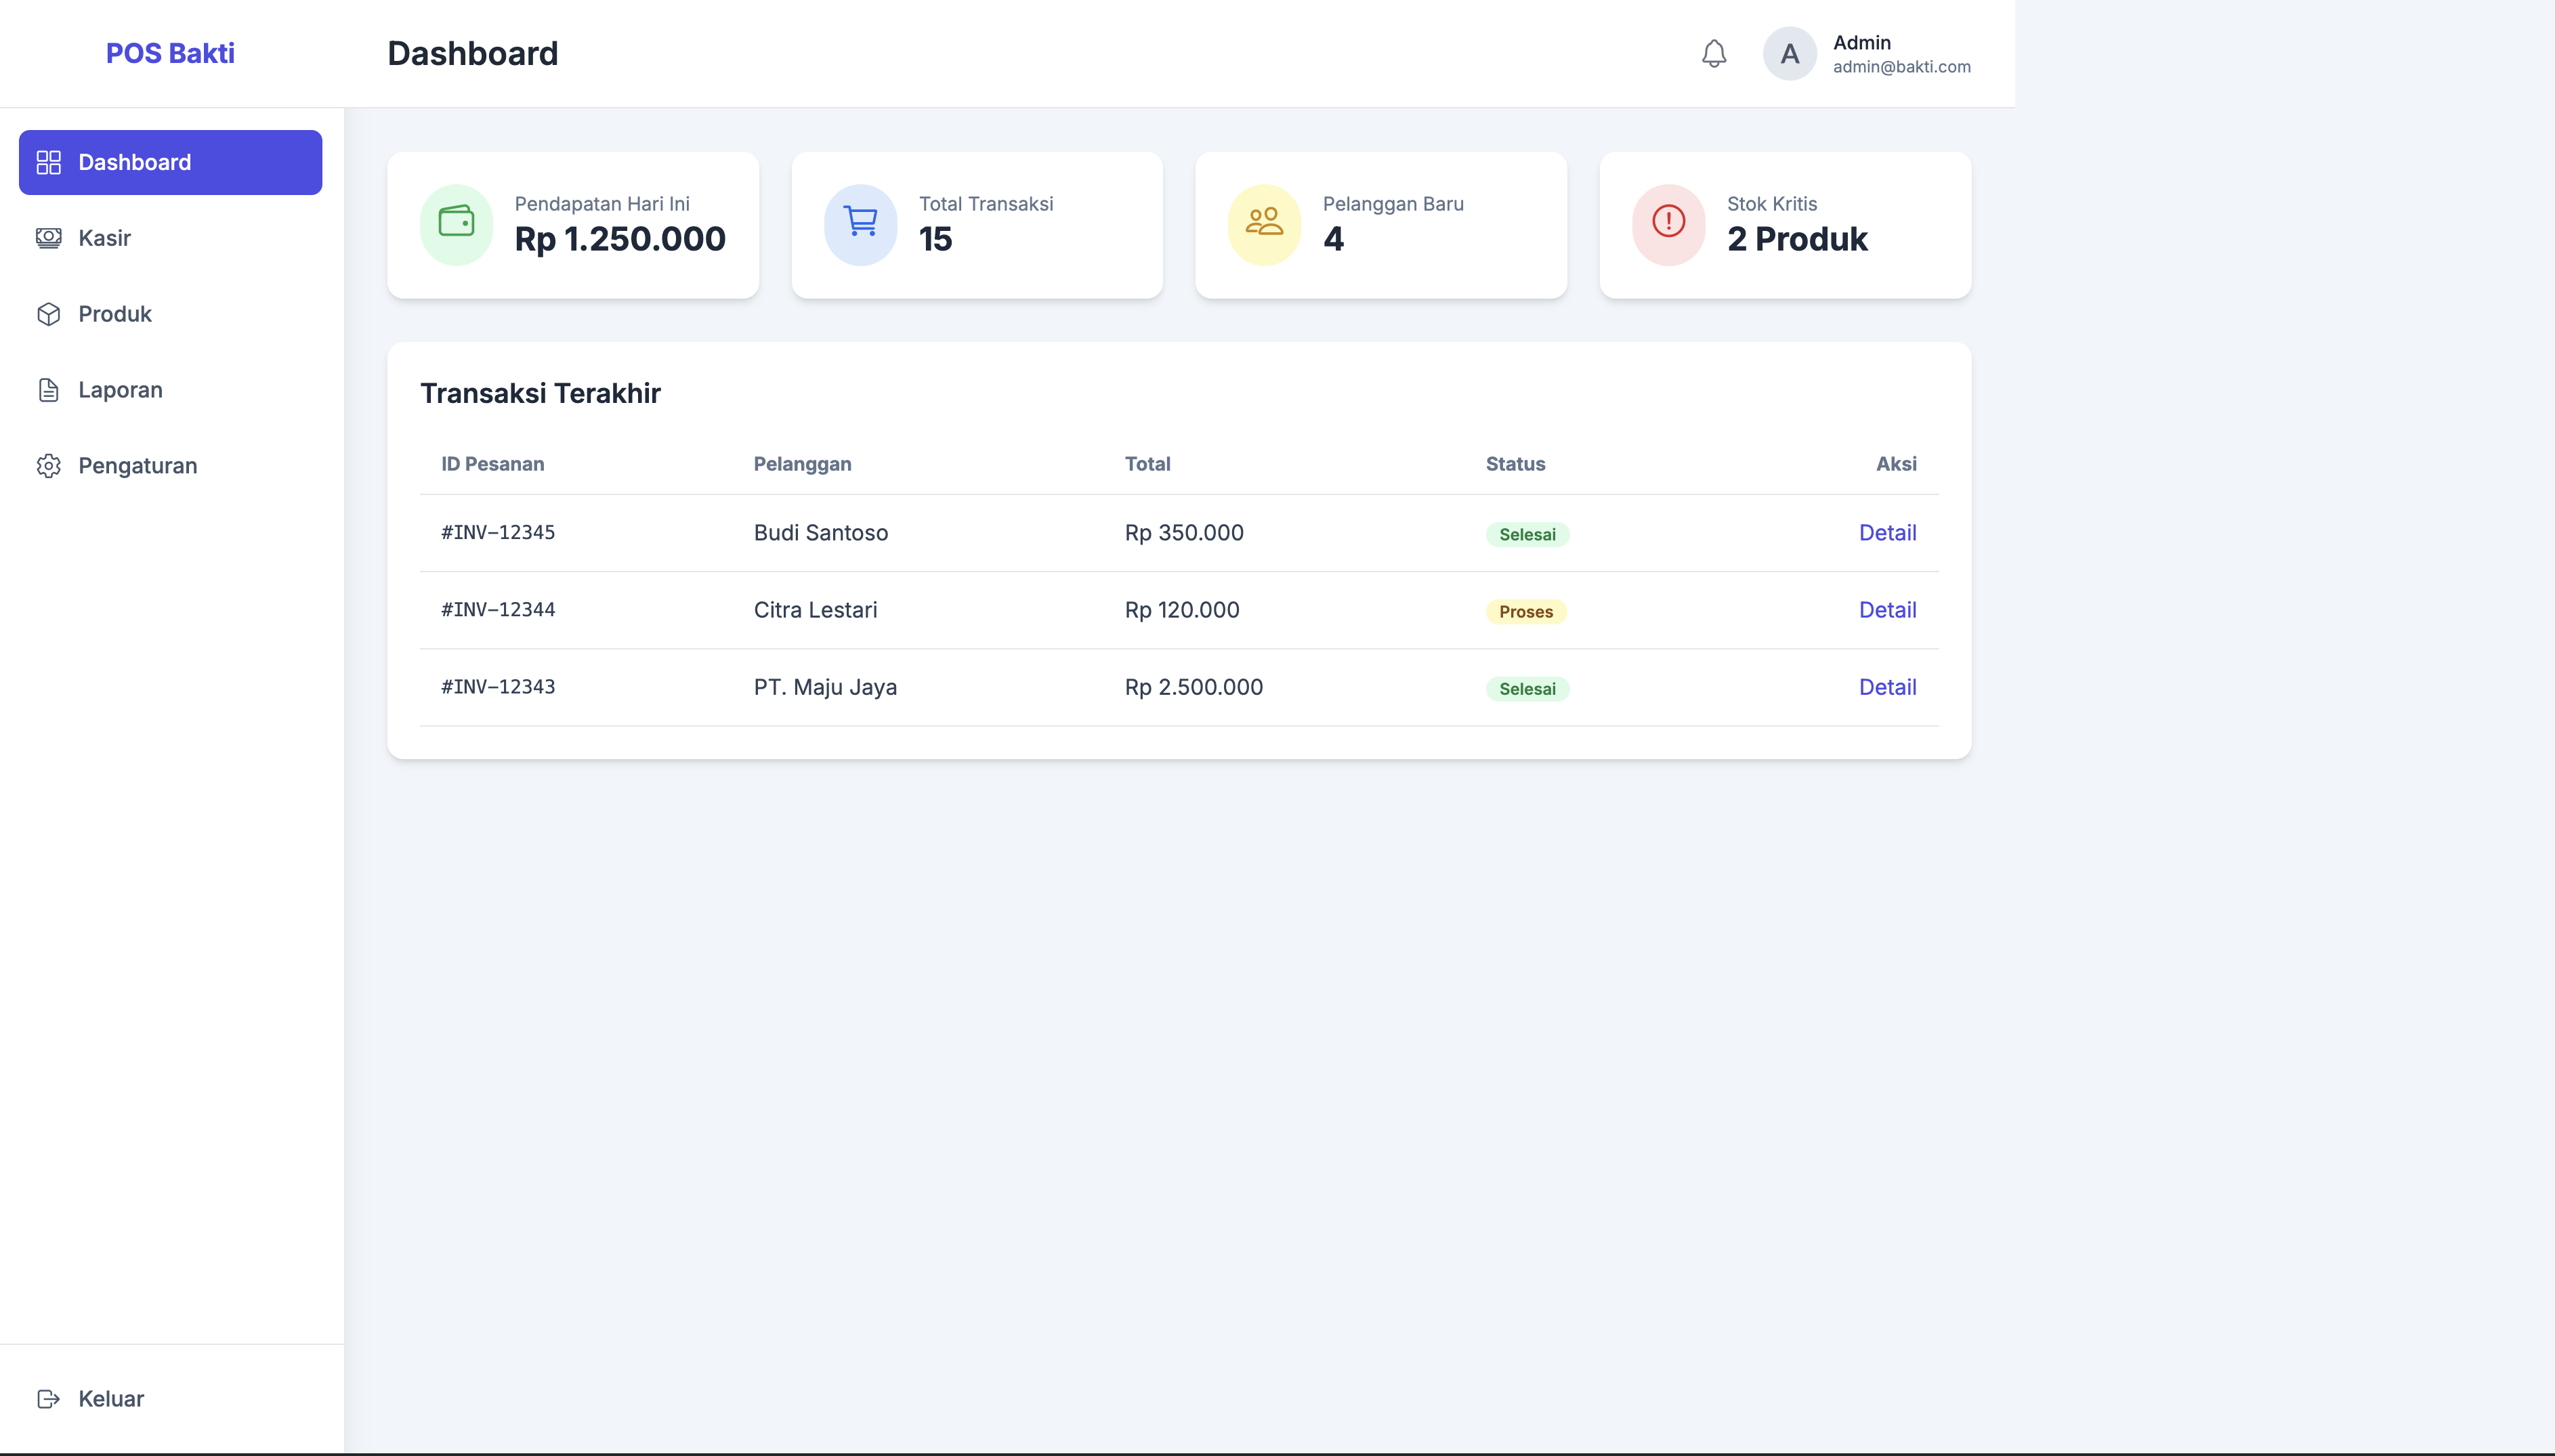 POS Bakti
Dashboard
A
Admin
admin@bakti.com
Dashboard
Kasir
Produk
Laporan
Pengaturan
Keluar
Pendapatan Hari Ini
Rp 1.250.000
Total Transaksi
15
Pelanggan Baru
4
Stok Kritis
2 Produk
Transaksi Terakhir
ID Pesanan Pelanggan Total Status Aksi
#INV-12345 Budi Santoso Rp 350.000 Selesai Detail
#INV-12344 Citra Lestari Rp 120.000 Proses Detail
#INV-12343 PT. Maju Jaya Rp 2.500.000 Selesai Detail